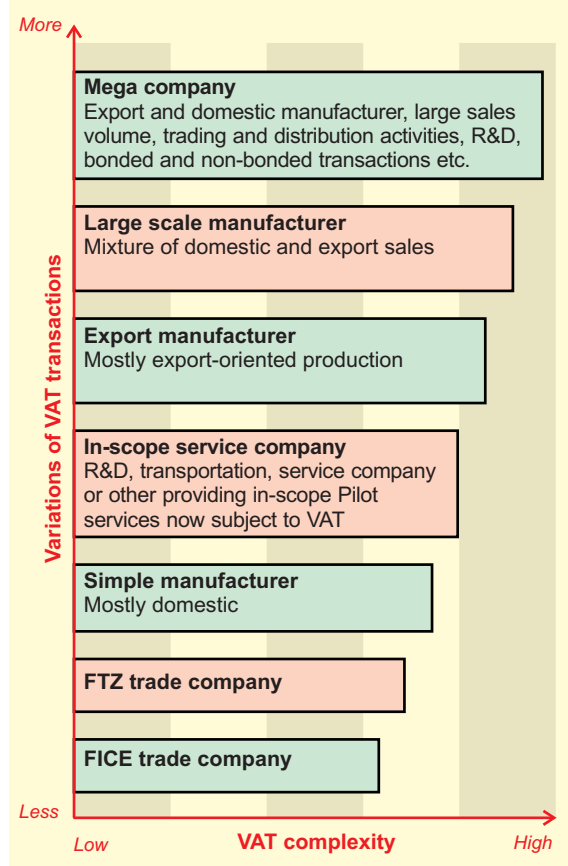 More
Mega company
Export and domestic manufacturer, large sales
volume, trading and distribution activities, R&D,
bonded and non-bonded transactions etc.
Large scale manufacturer
Mixture of domestic and export sales
Export manufacturer
Mostly export-oriented production
In-scope service company
R&D, transportation, service company
or other providing in-scope Pilot
services now subject to VAT
Simple manufacturer
Mostly domestic
FTZ trade company
FICE trade company
Variations of VAT transactions
Less
Low
VAT complexity
High